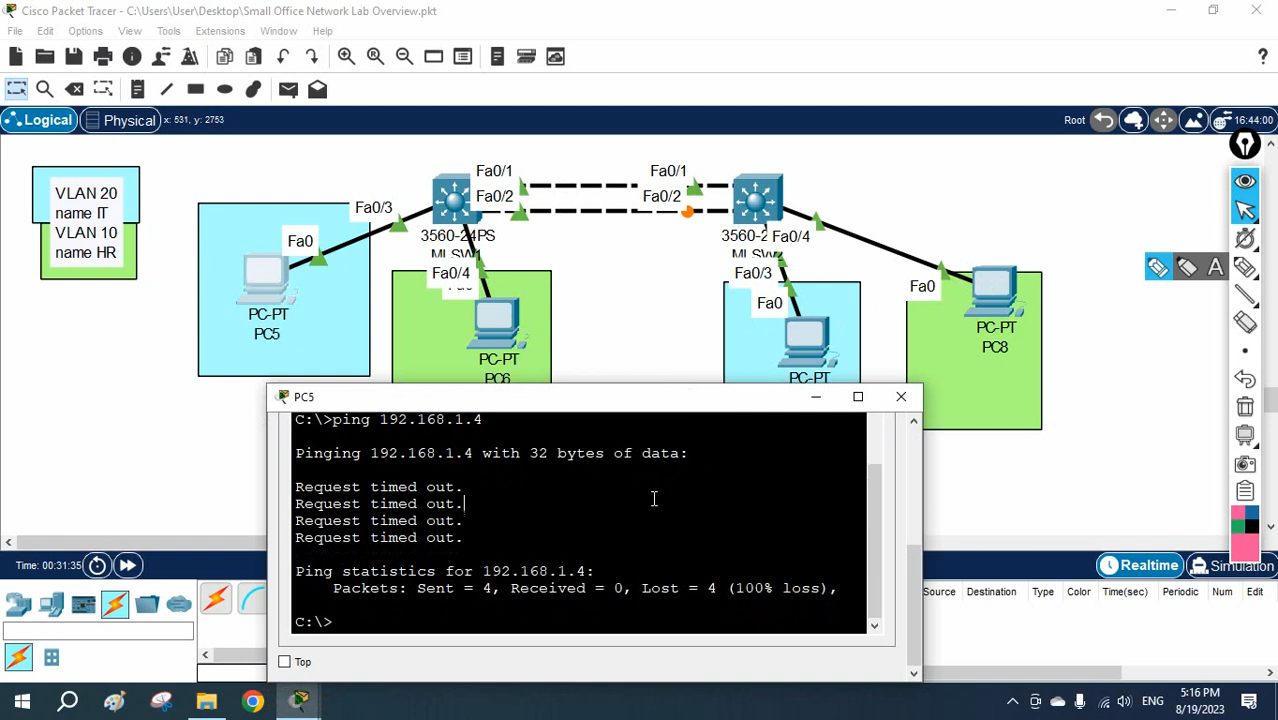 Cisco Packet Tracer - C:\Users\User\Desktop\Small Office Network Lab Overview.pkt
File Edit Options View Tools Extensions Window Help
Logical Physical x: 531, y: 2753 Root 16:44:00
VLAN 20
name IT
VLAN 10
name HR
Fa0/1 Fa0/1
Fa0/2 Fa0/2
Fa0/3
3560-24PS
MLSW1
Fa0/4
Fa0
PC-PT
PC5
Fa0/4
PC-PT
PC6
Fa0/3
Fa0
PC-PT
Fa0
PC-PT
PC8
A
PC5
C:\>ping 192.168.1.4
Pinging 192.168.1.4 with 32 bytes of data:
Request timed out.
Request timed out.
Request timed out.
Request timed out.
Ping statistics for 192.168.1.4:
Packets: Sent = 4, Received = 0, Lost = 4 (100% loss),
C:\>
Top
Time: 00:31:35 Realtime Simulation
Source Destination Type Color Time(sec) Periodic Num Edit
ENG
5:16 PM
8/19/2023